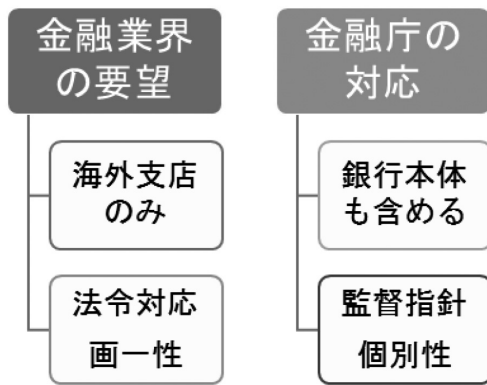 金融業界
の要望
海外支店
のみ
法令対応
画一性
金融庁の
対応
銀行本体
も含める
監督指針
個別性